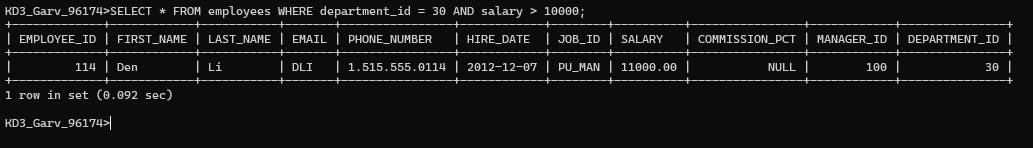 KD3_Garv_96174>SELECT * FROM employees WHERE department_id = 30 AND salary > 10000;
+-------------+------------+-----------+-------+----------------+------------+--------+----------+----------------+------------+---------------+
| EMPLOYEE_ID | FIRST_NAME | LAST_NAME | EMAIL | PHONE_NUMBER   | HIRE_DATE  | JOB_ID | SALARY   | COMMISSION_PCT | MANAGER_ID | DEPARTMENT_ID |
+-------------+------------+-----------+-------+----------------+------------+--------+----------+----------------+------------+---------------+
|         114 | Den        | Li        | DLI   | 1.515.555.0114 | 2012-12-07 | PU_MAN | 11000.00 |           NULL |        100 |            30 |
+-------------+------------+-----------+-------+----------------+------------+--------+----------+----------------+------------+---------------+
1 row in set (0.092 sec)
KD3_Garv_96174>